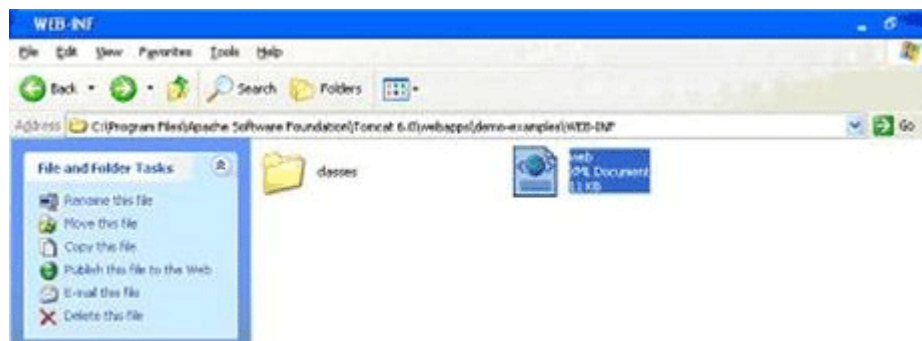 WEB-INF
File Edit View Favorites Tools Help
Back Search Folders
Address C:\Program Files\Apache Software Foundation\Tomcat 6.0\webapps\demo-examples\WEB-INF Go
File and Folder Tasks
Rename this file
Move this file
Copy this file
Publish this file to the Web
E-mail this file
Delete this file
classes
web
XML Document
KB